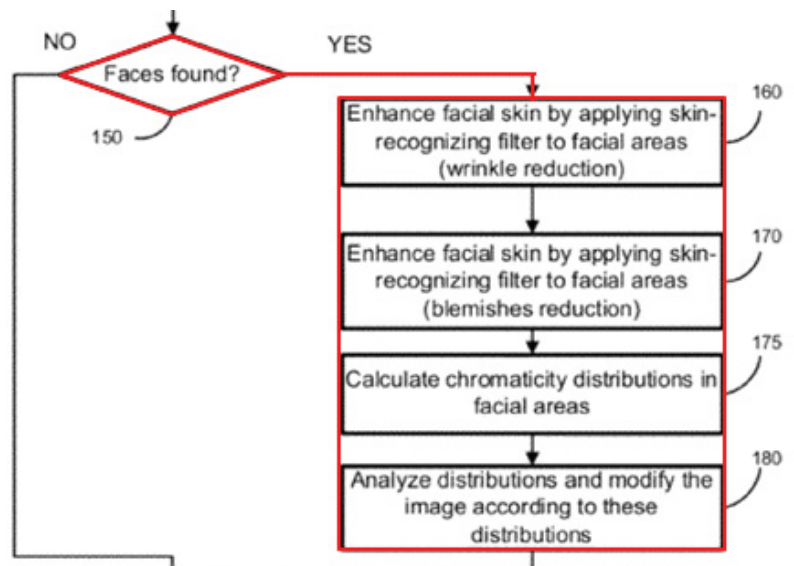 NO
YES
Faces found?
150
Enhance facial skin by applying skin-
recognizing filter to facial areas
(wrinkle reduction)
160
Enhance facial skin by applying skin-
recognizing filter to facial areas
(blemishes reduction)
170
Calculate chromaticity distributions in
facial areas
175
Analyze distributions and modify the
image according to these
distributions
180